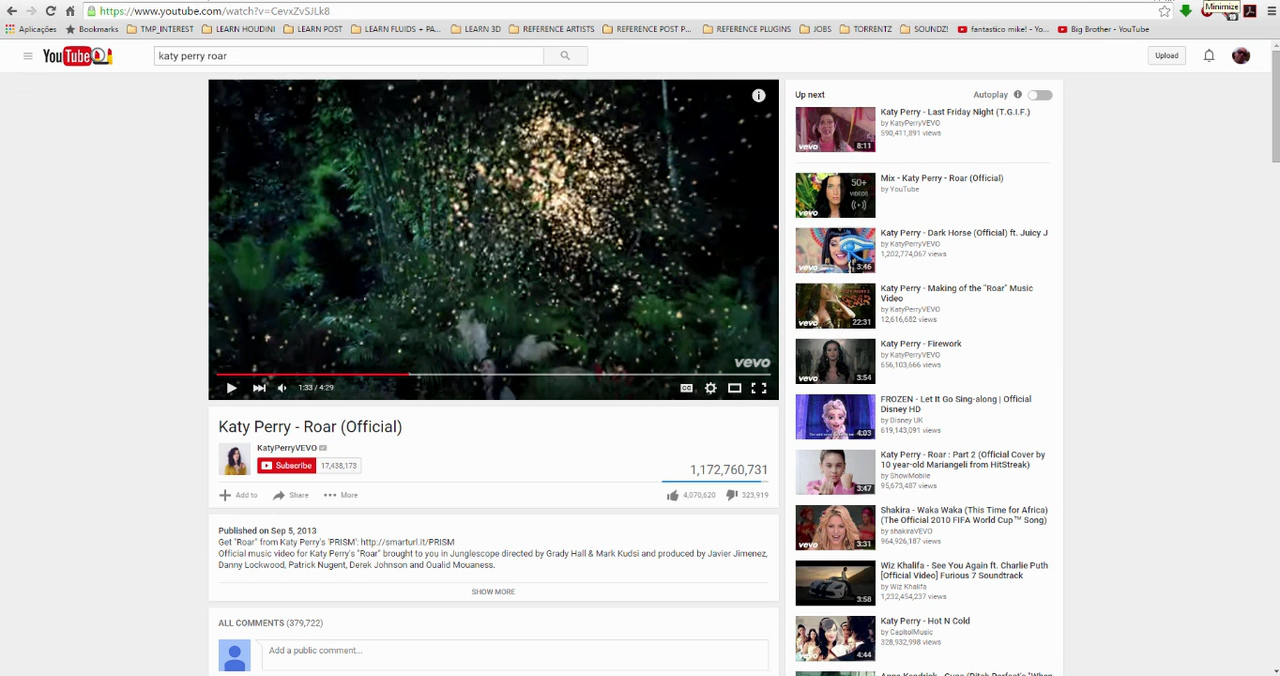 https://www.youtube.com/watch?v=CevxZvSJLk8
Minimize
Aplicações Bookmarks TMP_INTEREST LEARN HOUDINI LEARN POST LEARN FLUIDS + PA... LEARN 3D REFERENCE ARTISTS REFERENCE POST P... REFERENCE PLUGINS JOBS TORRENTZ SOUNDZ! fantastico mike! - Yo... Big Brother - YouTube
YouTube
katy perry roar
Upload
vevo
1:33 / 4:29
CC
Katy Perry - Roar (Official)
KatyPerryVEVO
Subscribe 17,438,173
1,172,760,731
Add to Share More
4,070,620 323,919
Published on Sep 5, 2013
Get "Roar" from Katy Perry's 'PRISM': http://smarturl.it/PRISM
Official music video for Katy Perry's "Roar" brought to you in Junglescope directed by Grady Hall & Mark Kudsi and produced by Javier Jimenez,
Danny Lockwood, Patrick Nugent, Derek Johnson and Oualid Mouaness.
SHOW MORE
ALL COMMENTS (379,722)
Add a public comment...
Up next
Autoplay
Katy Perry - Last Friday Night (T.G.I.F.)
by KatyPerryVEVO
590,411,891 views
vevo 8:11
Mix - Katy Perry - Roar (Official)
by YouTube
50+
VIDEOS
vevo
Katy Perry - Dark Horse (Official) ft. Juicy J
by KatyPerryVEVO
1,202,774,067 views
vevo 3:46
Katy Perry - Making of the "Roar" Music
Video
by KatyPerryVEVO
12,616,682 views
vevo 22:31
Katy Perry - Firework
by KatyPerryVEVO
656,103,666 views
vevo 3:54
FROZEN - Let It Go Sing-along | Official
Disney HD
by Disney UK
619,143,091 views
4:03
Katy Perry - Roar : Part 2 (Official Cover by
10 year-old Mariangeli from HitStreak)
by ShowMobile
95,673,487 views
3:47
Shakira - Waka Waka (This Time for Africa)
(The Official 2010 FIFA World Cup™ Song)
by shakiraVEVO
964,926,187 views
vevo 3:31
Wiz Khalifa - See You Again ft. Charlie Puth
[Official Video] Furious 7 Soundtrack
by Wiz Khalifa
1,232,454,237 views
3:58
Katy Perry - Hot N Cold
by CapitolMusic
328,932,998 views
4:44